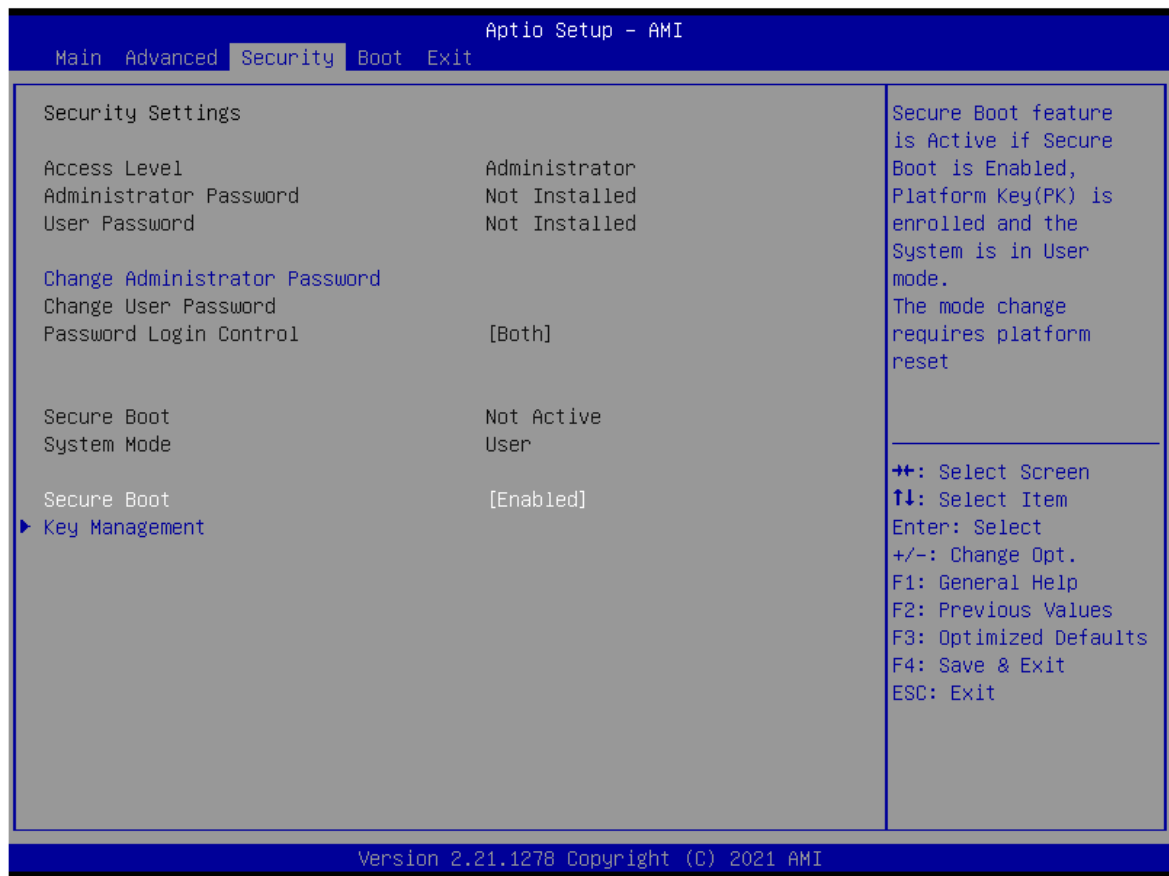 Aptio Setup - AMI
Main Advanced Security Boot Exit
Security Settings
Access Level Administrator
Administrator Password Not Installed
User Password Not Installed
Change Administrator Password
Change User Password
Password Login Control [Both]
Secure Boot Not Active
System Mode User
Secure Boot [Enabled]
Key Management
Secure Boot feature
is Active if Secure
Boot is Enabled,
Platform Key(PK) is
enrolled and the
System is in User
mode.
The mode change
requires platform
reset
→←: Select Screen
↑↓: Select Item
Enter: Select
+/-: Change Opt.
F1: General Help
F2: Previous Values
F3: Optimized Defaults
F4: Save & Exit
ESC: Exit
Version 2.21.1278 Copyright (C) 2021 AMI